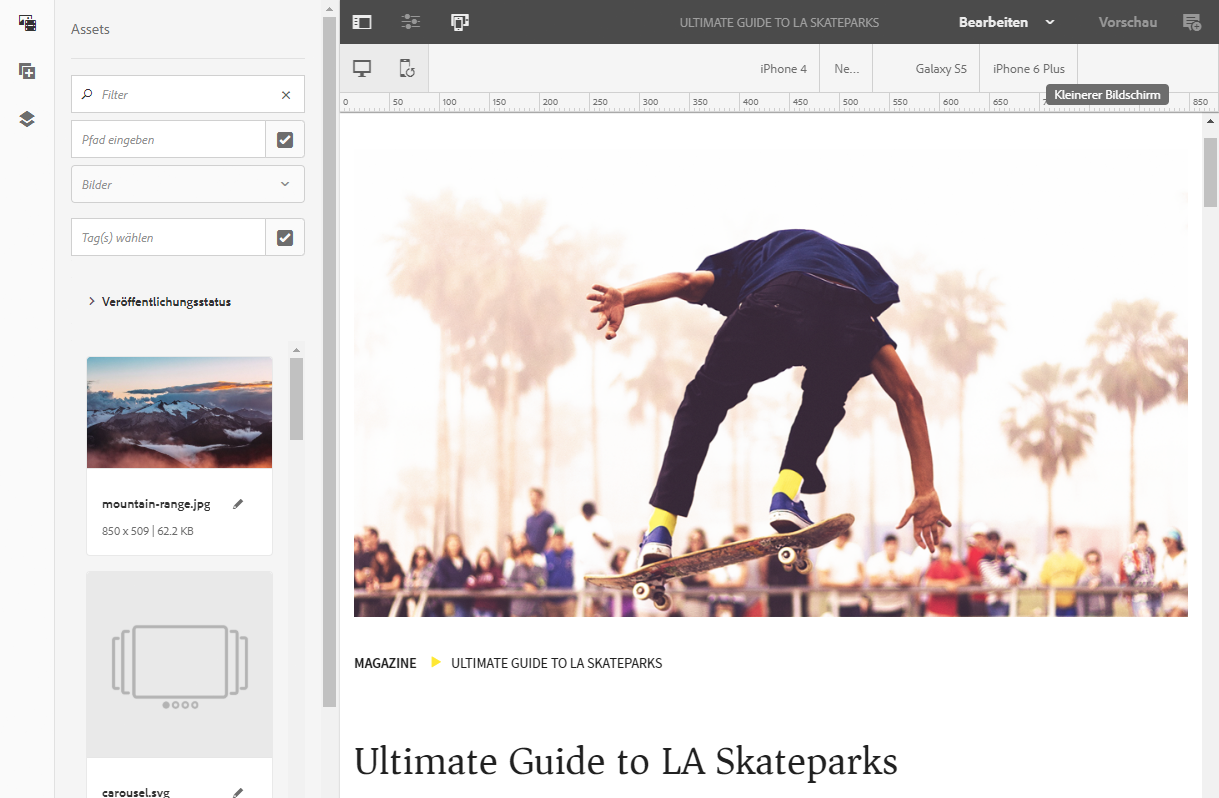 Assets
Filter
Pfad eingeben
Bilder
Tag(s) wählen
Veröffentlichungsstatus
mountain-range.jpg
850 x 509 | 62.2 KB
carousel.svg
ULTIMATE GUIDE TO LA SKATEPARKS
Bearbeiten
Vorschau
iPhone 4
Ne...
Galaxy S5
iPhone 6 Plus
Kleinerer Bildschirm
0 50 100 150 200 250 300 350 400 450 500 550 600 650 850
MAGAZINE ULTIMATE GUIDE TO LA SKATEPARKS
Ultimate Guide to LA Skateparks